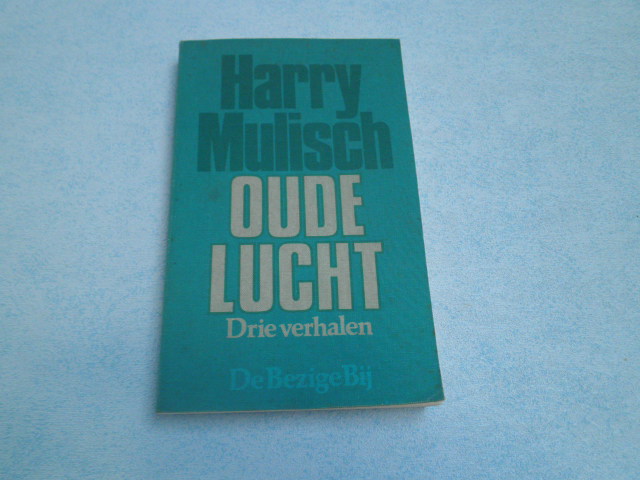 Harry
Mulisch
OUDE
LUCHT
Drie verhalen
De Bezige Bij